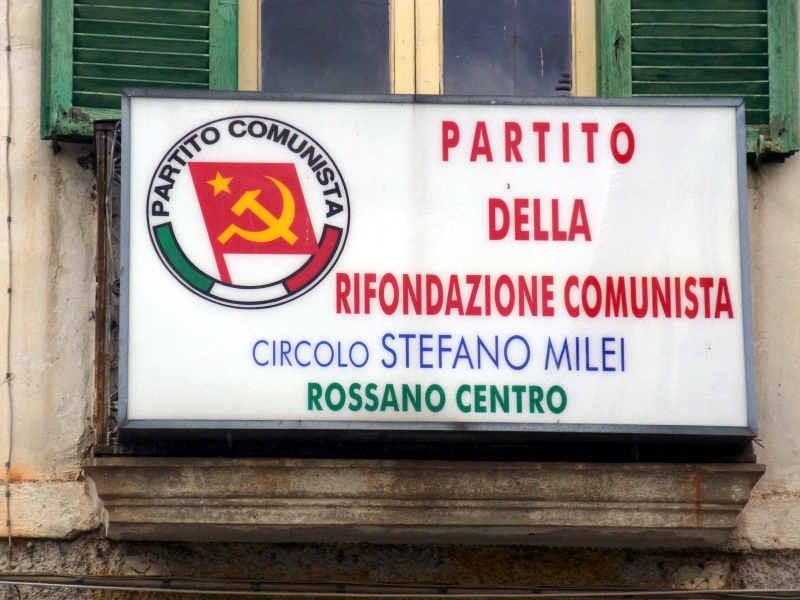 PARTITO COMUNISTA
PARTITO
DELLA
RIFONDAZIONE COMUNISTA
CIRCOLO STEFANO MILEI
ROSSANO CENTRO